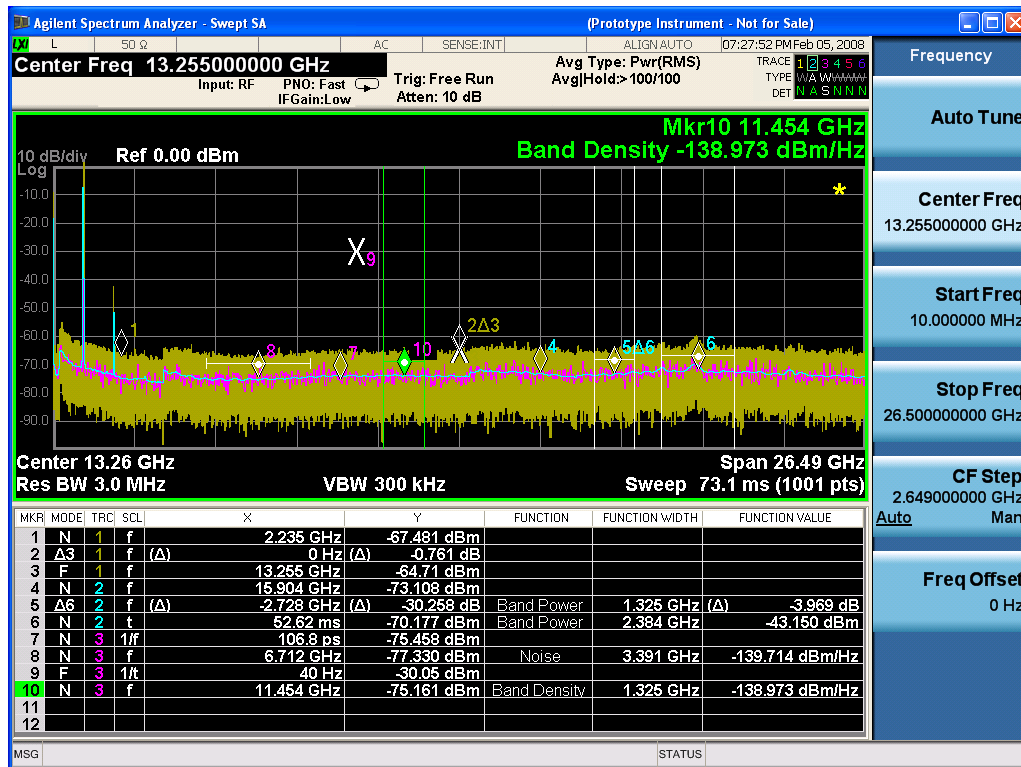 Agilent Spectrum Analyzer - Swept SA (Prototype Instrument - Not for Sale)
LXI L 50 Ω AC SENSE:INT ALIGN AUTO 07:27:52 PM Feb 05, 2008
Center Freq 13.255000000 GHz
Input: RF PNO: Fast
IFGain:Low
Trig: Free Run
Atten: 10 dB
Avg Type: Pwr(RMS)
Avg|Hold:>100/100
TRACE 1 2 3 4 5 6
TYPE W A W W W W
DET N A S N N N
Mkr10 11.454 GHz
Band Density -138.973 dBm/Hz
10 dB/div Ref 0.00 dBm
Log
-10.0
-20.0
-30.0
-40.0
-50.0
-60.0
-70.0
-80.0
-90.0
*
9
1
8
7
10
2Δ3
4
5Δ6
6
Center 13.26 GHz Span 26.49 GHz
Res BW 3.0 MHz VBW 300 kHz Sweep 73.1 ms (1001 pts)
MKR MODE TRC SCL X Y FUNCTION FUNCTION WIDTH FUNCTION VALUE
1 N 1 f 2.235 GHz -67.481 dBm
2 Δ3 1 f (Δ) 0 Hz (Δ) -0.761 dB
3 F 1 f 13.255 GHz -64.71 dBm
4 N 2 f 15.904 GHz -73.108 dBm
5 Δ6 2 f (Δ) -2.728 GHz (Δ) -30.258 dB Band Power 1.325 GHz (Δ) -3.969 dB
6 N 2 t 52.62 ms -70.177 dBm Band Power 2.384 GHz -43.150 dBm
7 N 3 1/f 106.8 ps -75.458 dBm
8 N 3 f 6.712 GHz -77.330 dBm Noise 3.391 GHz -139.714 dBm/Hz
9 F 3 1/t 40 Hz -30.05 dBm
10 N 3 f 11.454 GHz -75.161 dBm Band Density 1.325 GHz -138.973 dBm/Hz
11
12
MSG STATUS
Frequency
Auto Tune
Center Freq
13.255000000 GHz
Start Freq
10.000000 MHz
Stop Freq
26.500000000 GHz
CF Step
2.649000000 GHz
Auto Man
Freq Offset
0 Hz